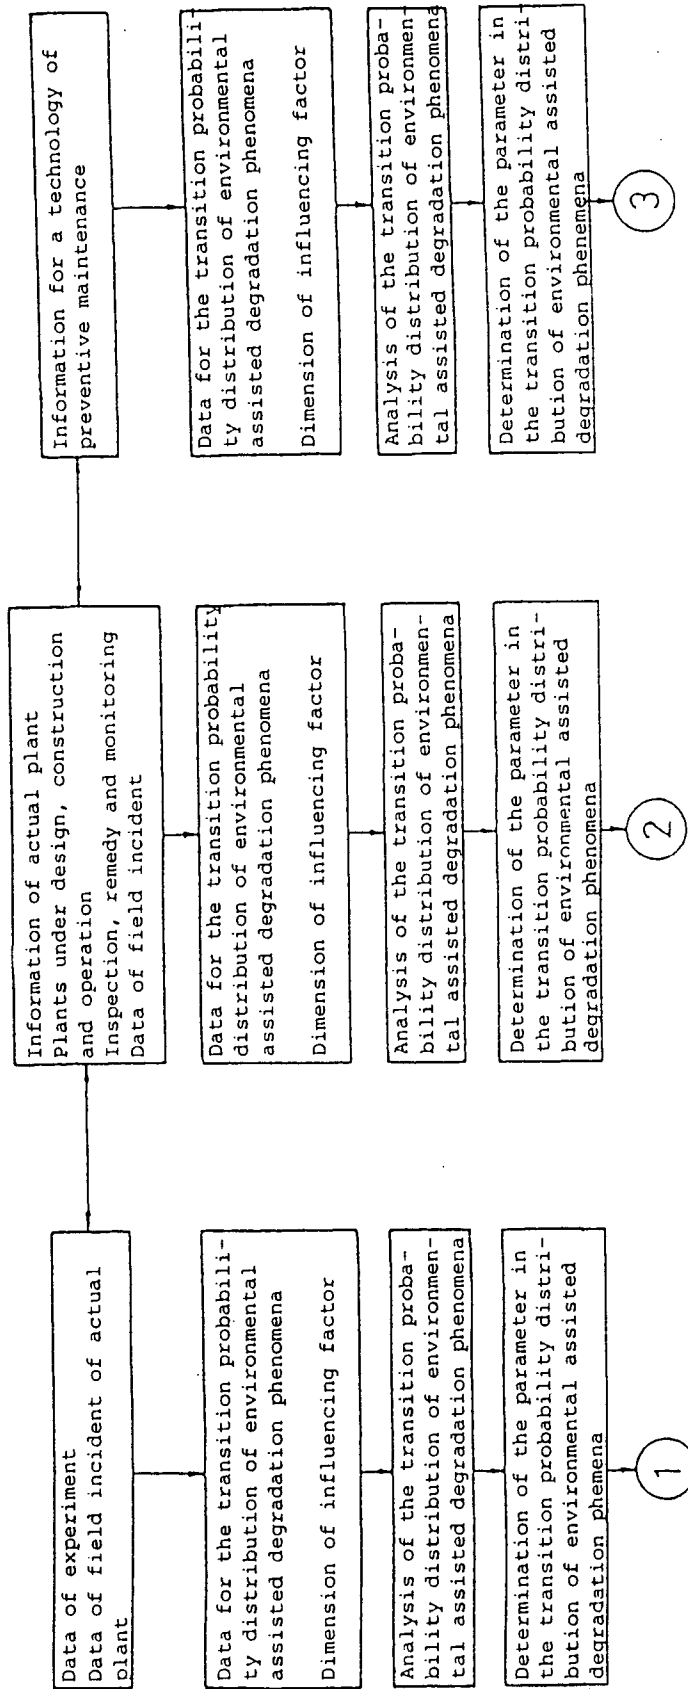 Data of experiment
Data of field incident of actual
plant
Data for the transition probabili-
ty distribution of environmental
assisted degradation phenomena
Dimension of influencing factor
Analysis of the transition proba-
bility distribution of environmen-
tal assisted degradation phenomena
Determination of the parameter in
the transition probability distri-
bution of environmental assisted
degradation phemena
1
Information of actual plant
Plants under design, construction
and operation
Inspection, remedy and monitoring
Data of field incident
Data for the transition probability
distribution of environmental
assisted degradation phenomena
Dimension of influencing factor
Analysis of the transition proba-
bility distribution of environmen-
tal assisted degradation phenomena
Determination of the parameter in
the transition probability distri-
bution of environmental assisted
degradation phenomena
2
Information for a technology of
preventive maintenance
Data for the transition probabili-
ty distribution of environmental
assisted degradation phenomena
Dimension of influencing factor
Analysis of the transition proba-
bility distribution of environmen-
tal assisted degradation phenomena
Determination of the parameter in
the transition probability distri-
bution of environmental assisted
degradation phenemena
3